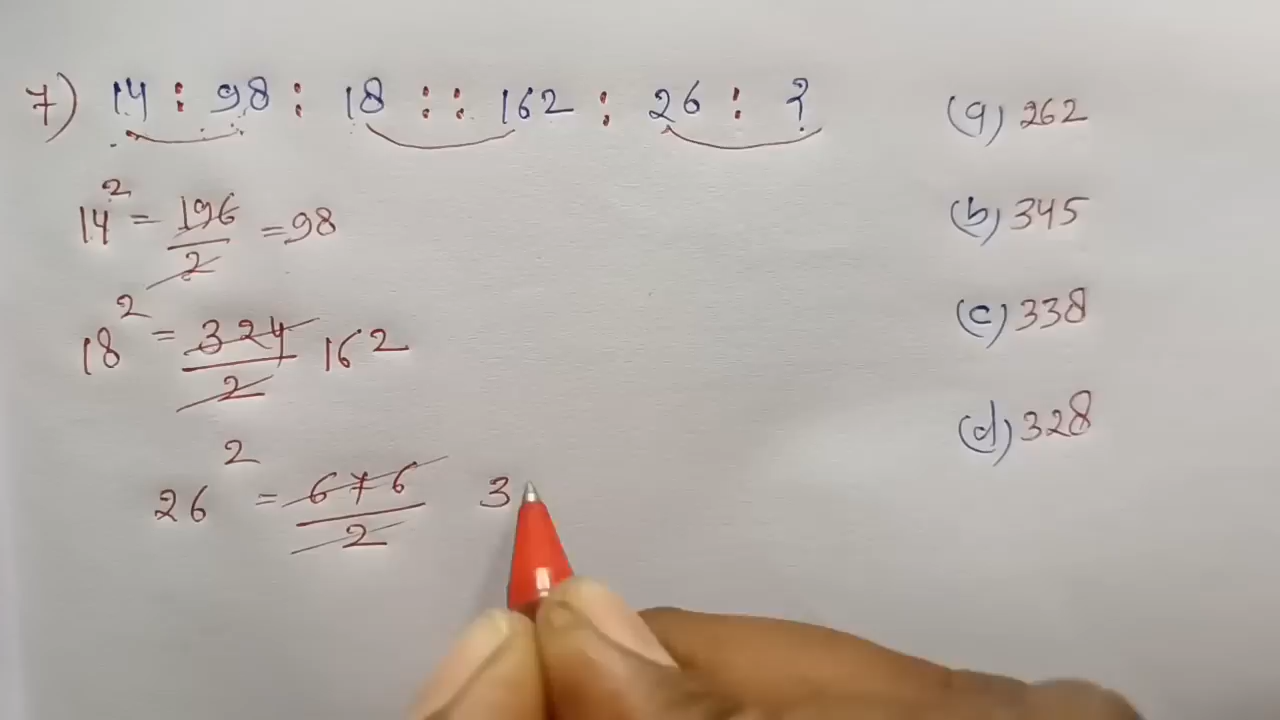 7) 14 : 98 : 18 :: 162 : 26 : ?
(a) 262
(b) 345
(c) 338
(d) 328
14² = 196/2 = 98
18² = 324/2 162
26² = 676/2 3